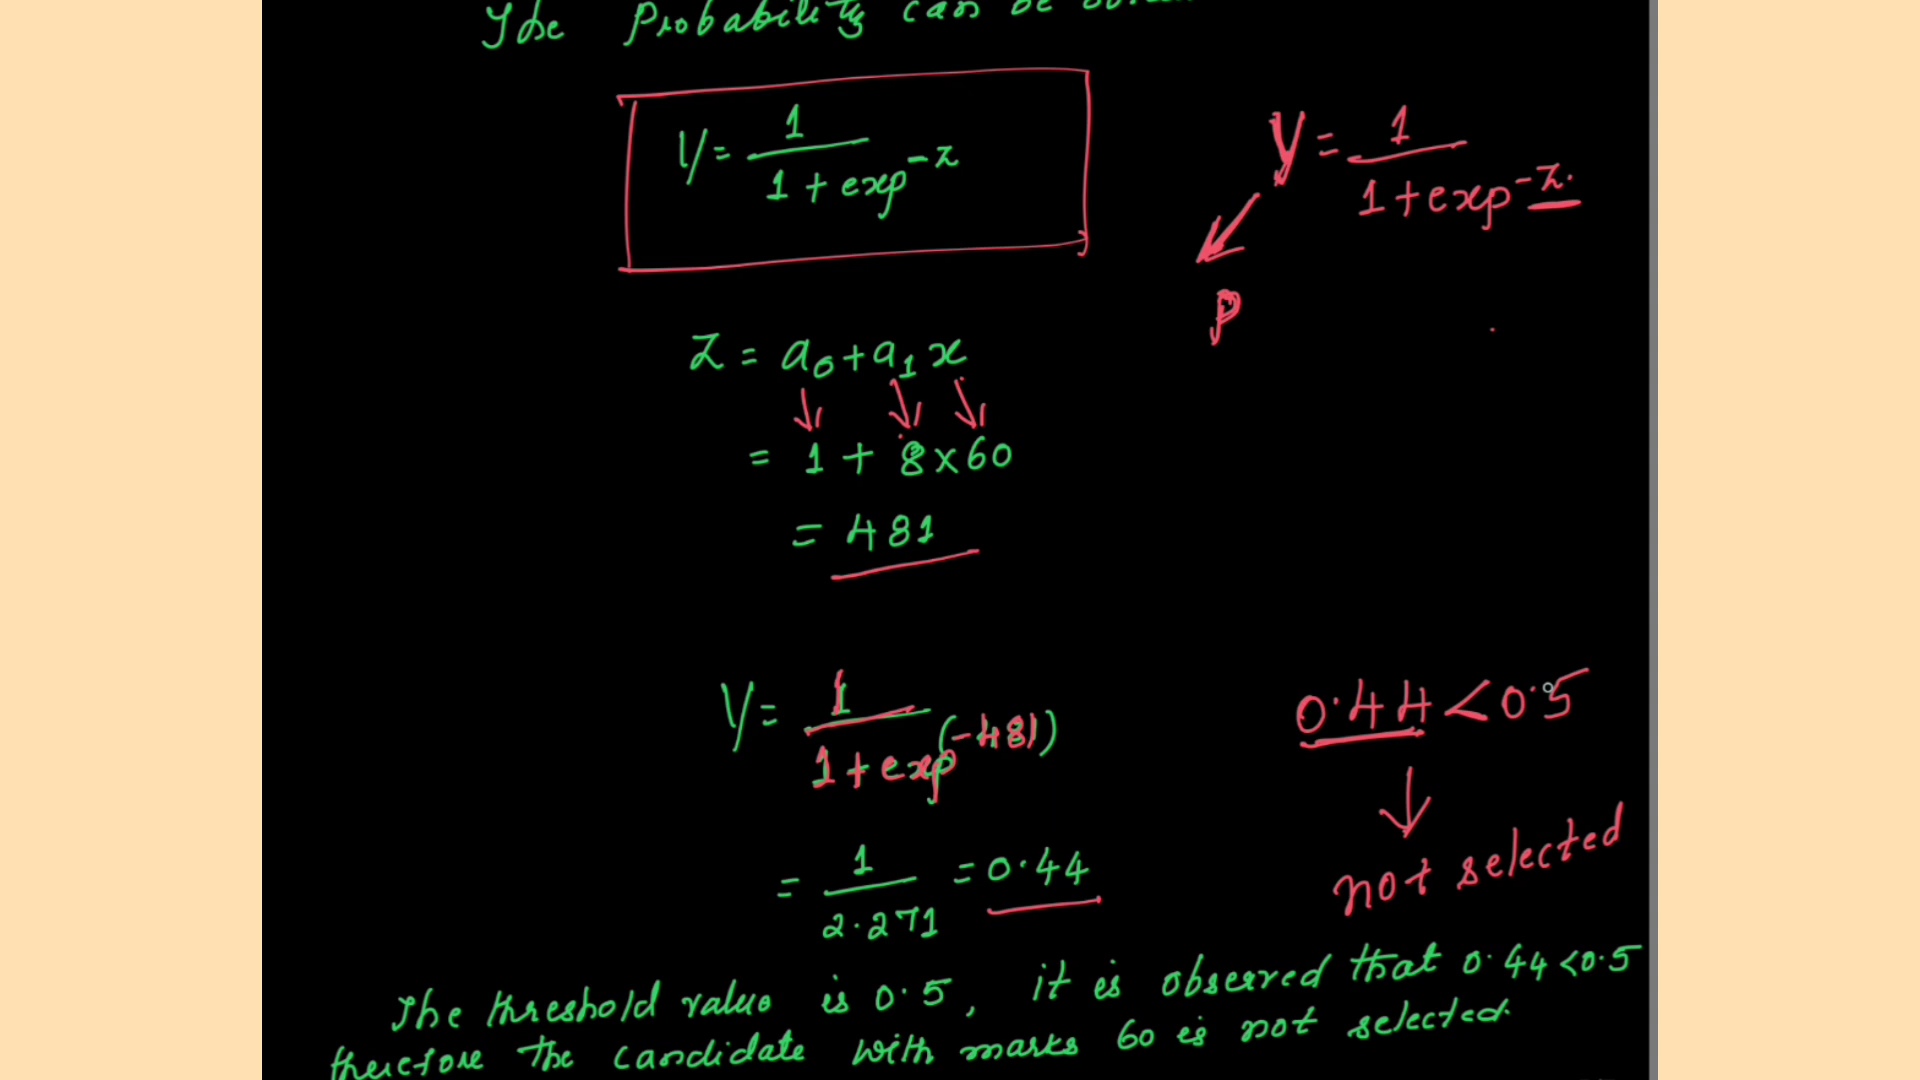 The Probability can be
y = 1 / 1 + exp^-z
y = 1 / 1 + exp^-z.
P
z = a0 + a1 x
= 1 + 8 x 60
= 481
y = 1 / 1 + exp^(-481)
0.44 < 0.5
not selected
= 1 / 2.271 = 0.44
The threshold value is 0.5, it is observed that 0.44 < 0.5
therefore the candidate with marks 60 is not selected.